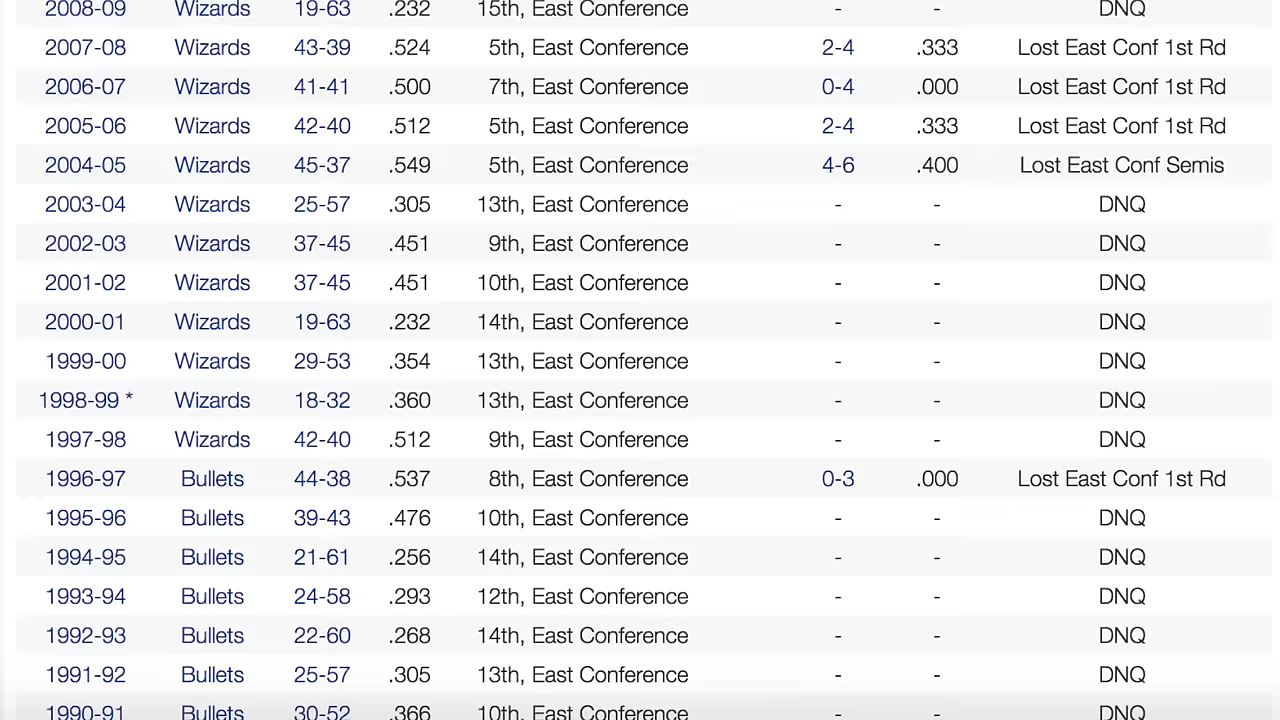 2008-09 Wizards 19-63 .232 15th, East Conference - - DNQ
2007-08 Wizards 43-39 .524 5th, East Conference 2-4 .333 Lost East Conf 1st Rd
2006-07 Wizards 41-41 .500 7th, East Conference 0-4 .000 Lost East Conf 1st Rd
2005-06 Wizards 42-40 .512 5th, East Conference 2-4 .333 Lost East Conf 1st Rd
2004-05 Wizards 45-37 .549 5th, East Conference 4-6 .400 Lost East Conf Semis
2003-04 Wizards 25-57 .305 13th, East Conference - - DNQ
2002-03 Wizards 37-45 .451 9th, East Conference - - DNQ
2001-02 Wizards 37-45 .451 10th, East Conference - - DNQ
2000-01 Wizards 19-63 .232 14th, East Conference - - DNQ
1999-00 Wizards 29-53 .354 13th, East Conference - - DNQ
1998-99 * Wizards 18-32 .360 13th, East Conference - - DNQ
1997-98 Wizards 42-40 .512 9th, East Conference - - DNQ
1996-97 Bullets 44-38 .537 8th, East Conference 0-3 .000 Lost East Conf 1st Rd
1995-96 Bullets 39-43 .476 10th, East Conference - - DNQ
1994-95 Bullets 21-61 .256 14th, East Conference - - DNQ
1993-94 Bullets 24-58 .293 12th, East Conference - - DNQ
1992-93 Bullets 22-60 .268 14th, East Conference - - DNQ
1991-92 Bullets 25-57 .305 13th, East Conference - - DNQ
1990-91 Bullets 30-52 .366 10th, East Conference - - DNQ